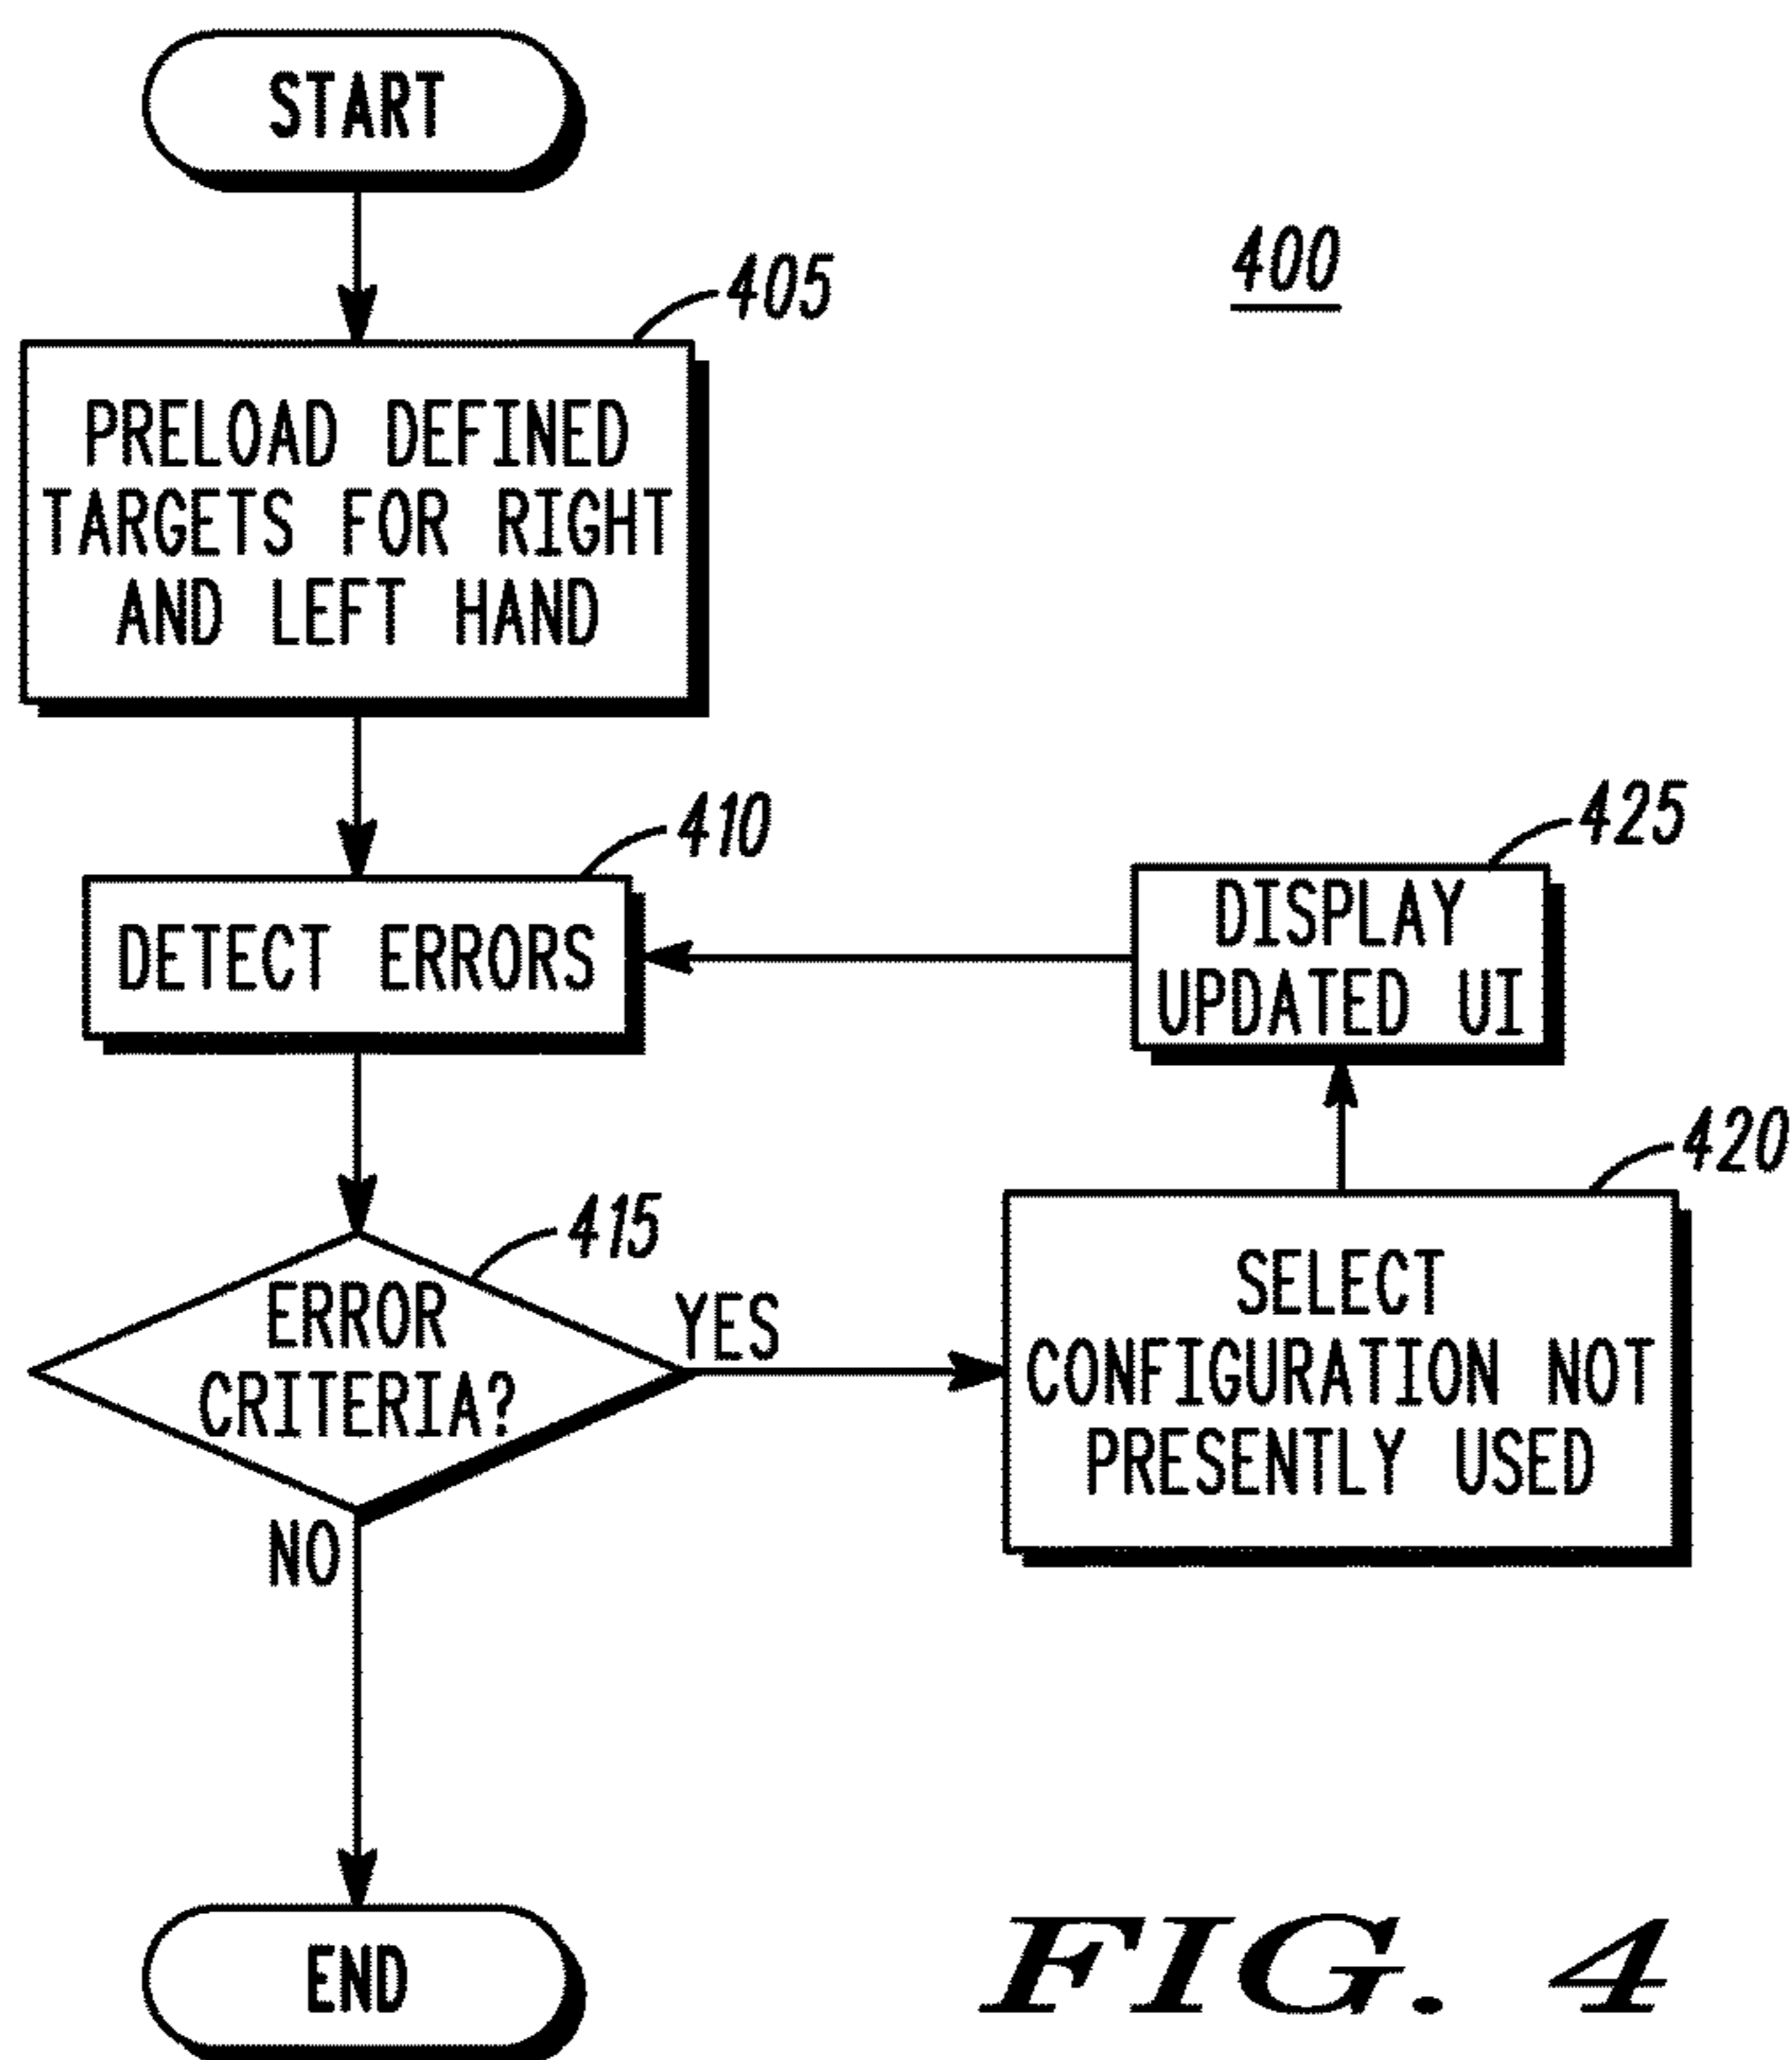 START
400
405
PRELOAD DEFINED
TARGETS FOR RIGHT
AND LEFT HAND
410
DETECT ERRORS
425
DISPLAY
UPDATED UI
415
ERROR
CRITERIA?
YES
NO
420
SELECT
CONFIGURATION NOT
PRESENTLY USED
END
FIG. 4